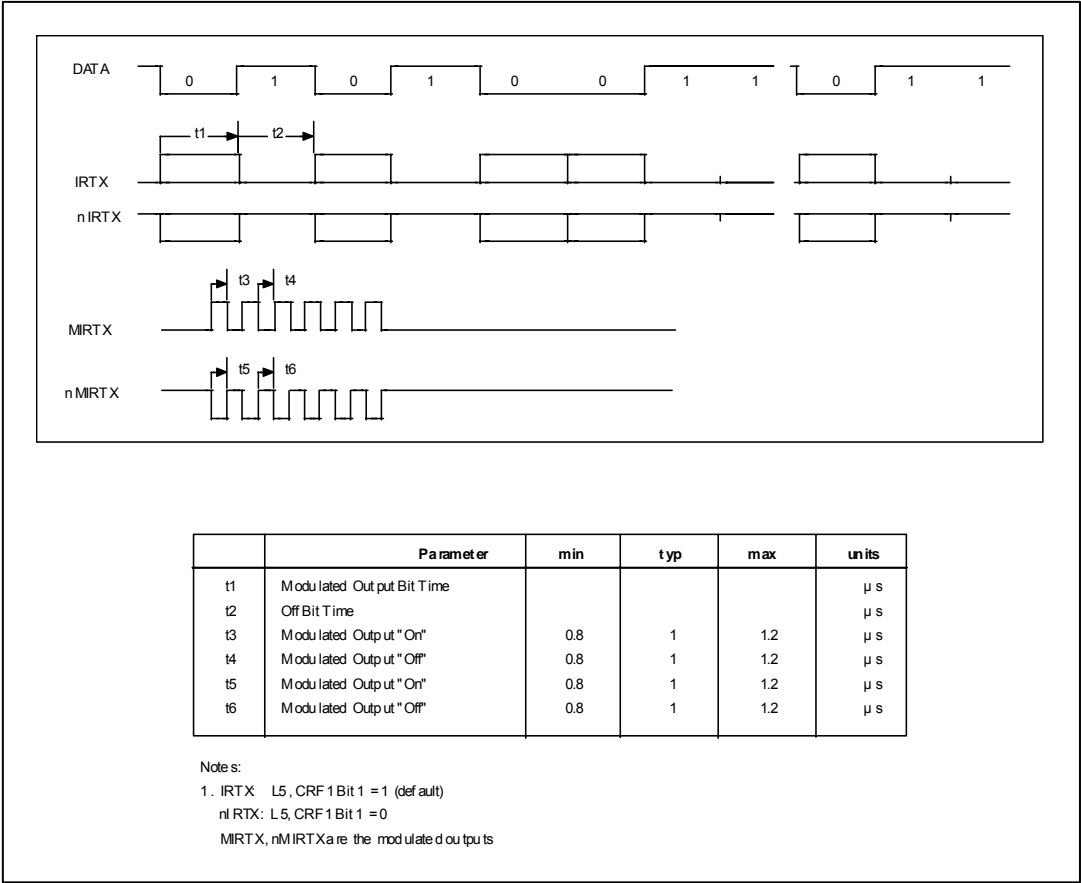 DATA 0 1 0 1 0 0 1 1 0 1 1
t1 t2
IRTX
nIRTX
t3 t4
MIRTX
t5 t6
nMIRTX
Parameter min typ max units
t1 Modulated Output Bit Time µs
t2 Off Bit Time µs
t3 Modulated Output "On" 0.8 1 1.2 µs
t4 Modulated Output "Off" 0.8 1 1.2 µs
t5 Modulated Output "On" 0.8 1 1.2 µs
t6 Modulated Output "Off" 0.8 1 1.2 µs
Notes:
1. IRTX: L5, CRF1 Bit 1 = 1 (default)
nIRTX: L5, CRF1 Bit 1 = 0
MIRTX, nMIRTX are the modulated outputs